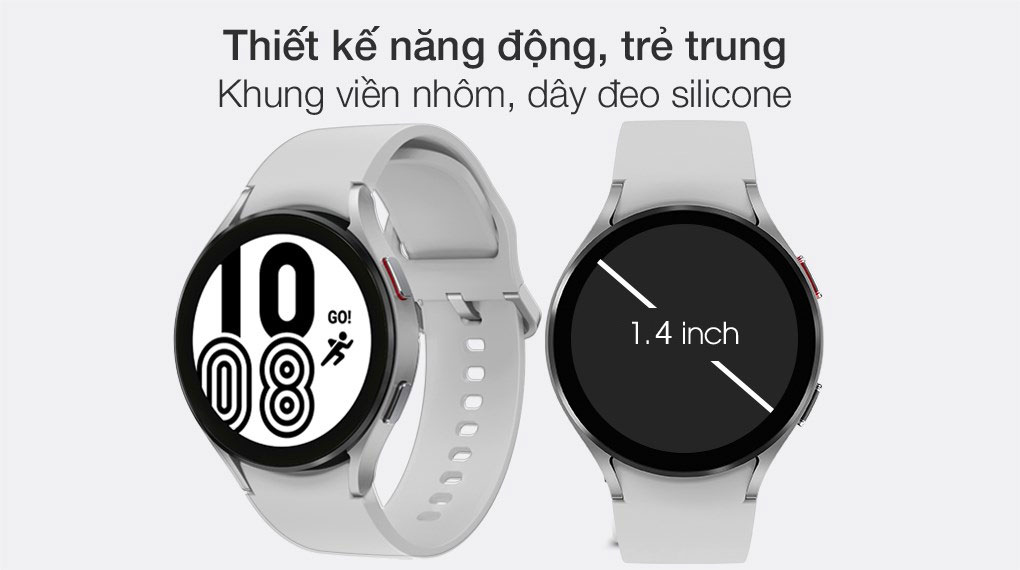 Thiết kế năng động, trẻ trung
Khung viền nhôm, dây đeo silicone
10
GO!
08
1.4 inch